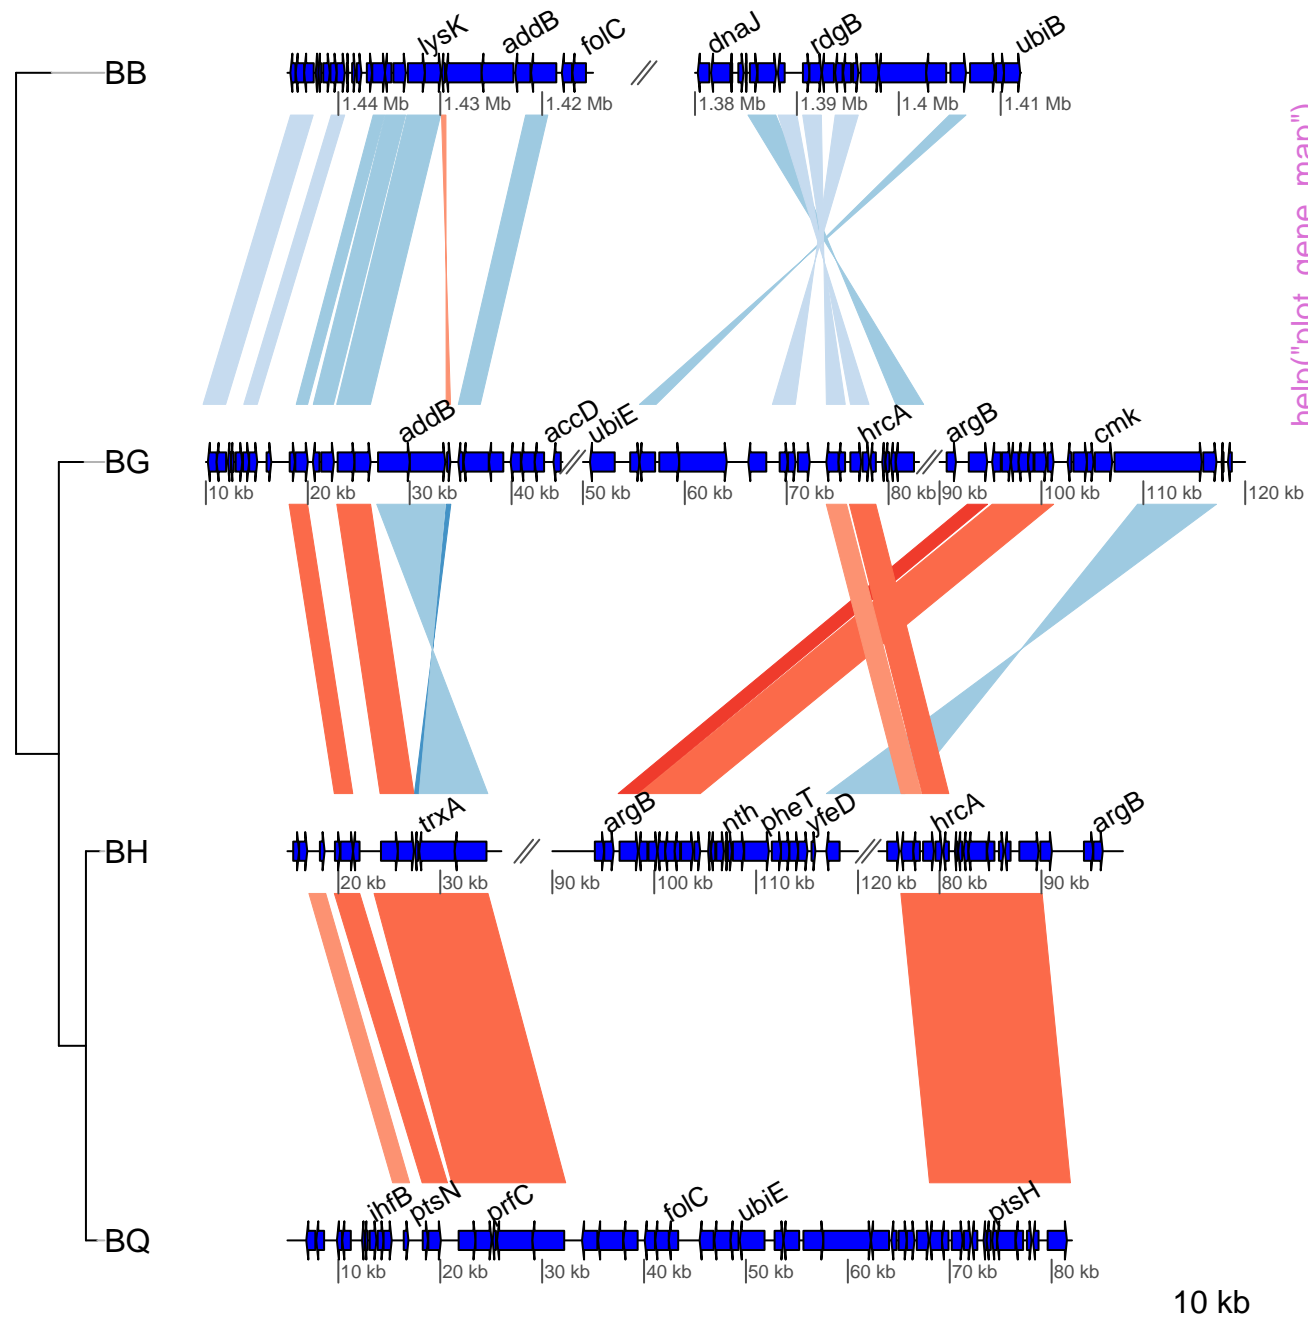 BB
lysK addB folC dnaJ rdgB ubiB
1.44 Mb 1.43 Mb 1.42 Mb 1.38 Mb 1.39 Mb 1.4 Mb 1.41 Mb
help("plot_gene_map")
BG
addB accD ubiE hrcA argB cmk
10 kb 20 kb 30 kb 40 kb 50 kb 60 kb 70 kb 80 kb 90 kb 100 kb 110 kb 120 kb
BH
trxA argB nth pheT yfeD hrcA argB
20 kb 30 kb 90 kb 100 kb 110 kb 120 kb 80 kb 90 kb
BQ
ihfB ptsN prfC folC ubiE ptsH
10 kb 20 kb 30 kb 40 kb 50 kb 60 kb 70 kb 80 kb
10 kb